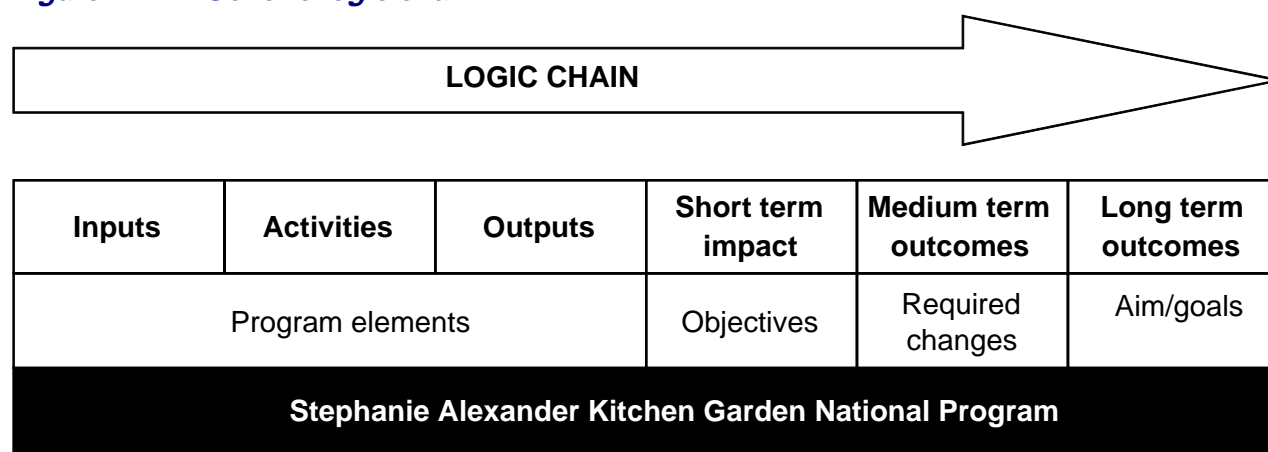 LOGIC CHAIN
Inputs
Activities
Outputs
Short term
impact
Medium term
outcomes
Long term
outcomes
Program elements
Objectives
Required
changes
Aim/goals
Stephanie Alexander Kitchen Garden National Program